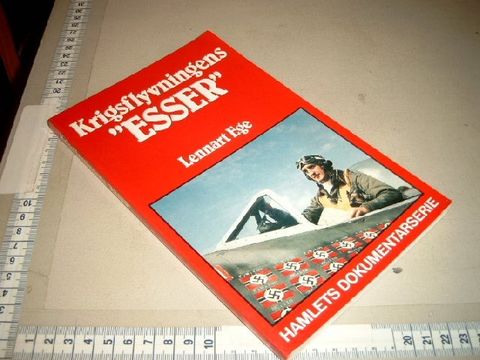 Krigsflyvningens
"ESSER"
Lennart Ege
HAMLETS DOKUMENTARSERIE